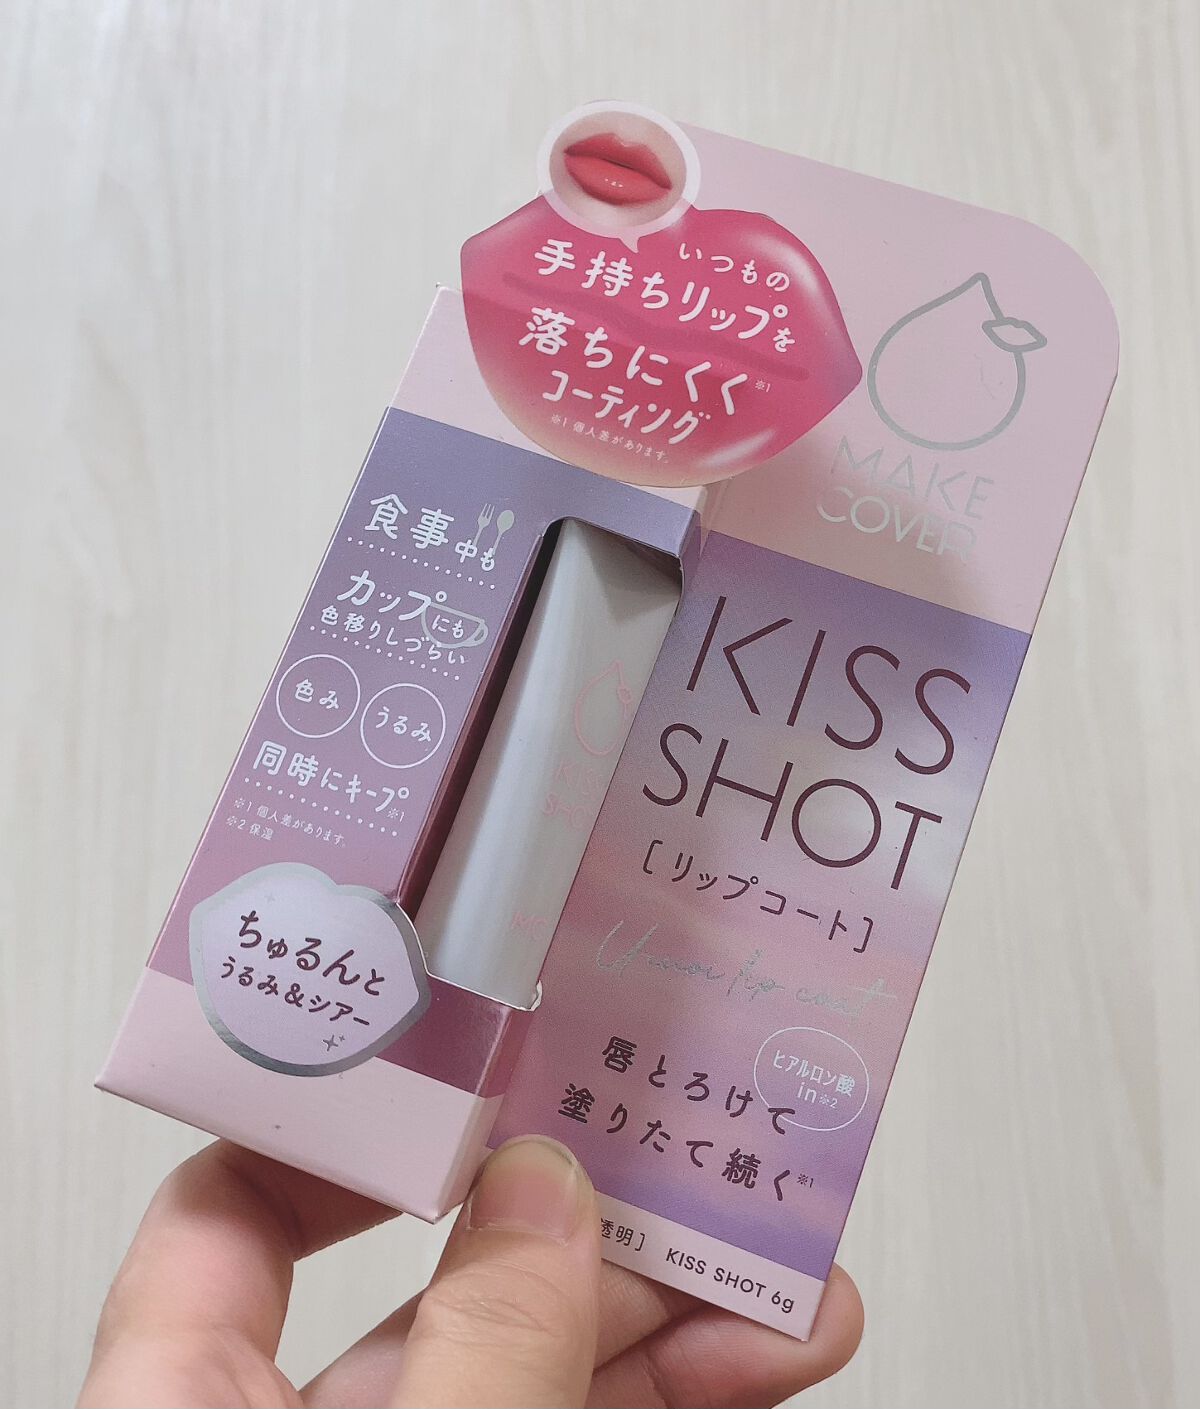 いつもの
手持ちリップを
落ちにくく※1
コーティング
※1 個人差があります。
MAKE
COVER
食事中も
カップにも
色移りしづらい
色み
うるみ
同時にキープ※1
※1 個人差があります。
※2 保湿
ちゅるんと
うるみ&シアー
KISS
SHOT
KISS
SHOT
[リップコート]
lip coat
ヒアルロン酸
in※2
唇とろけて
塗りたて続く※1
透明] KISS SHOT 6g